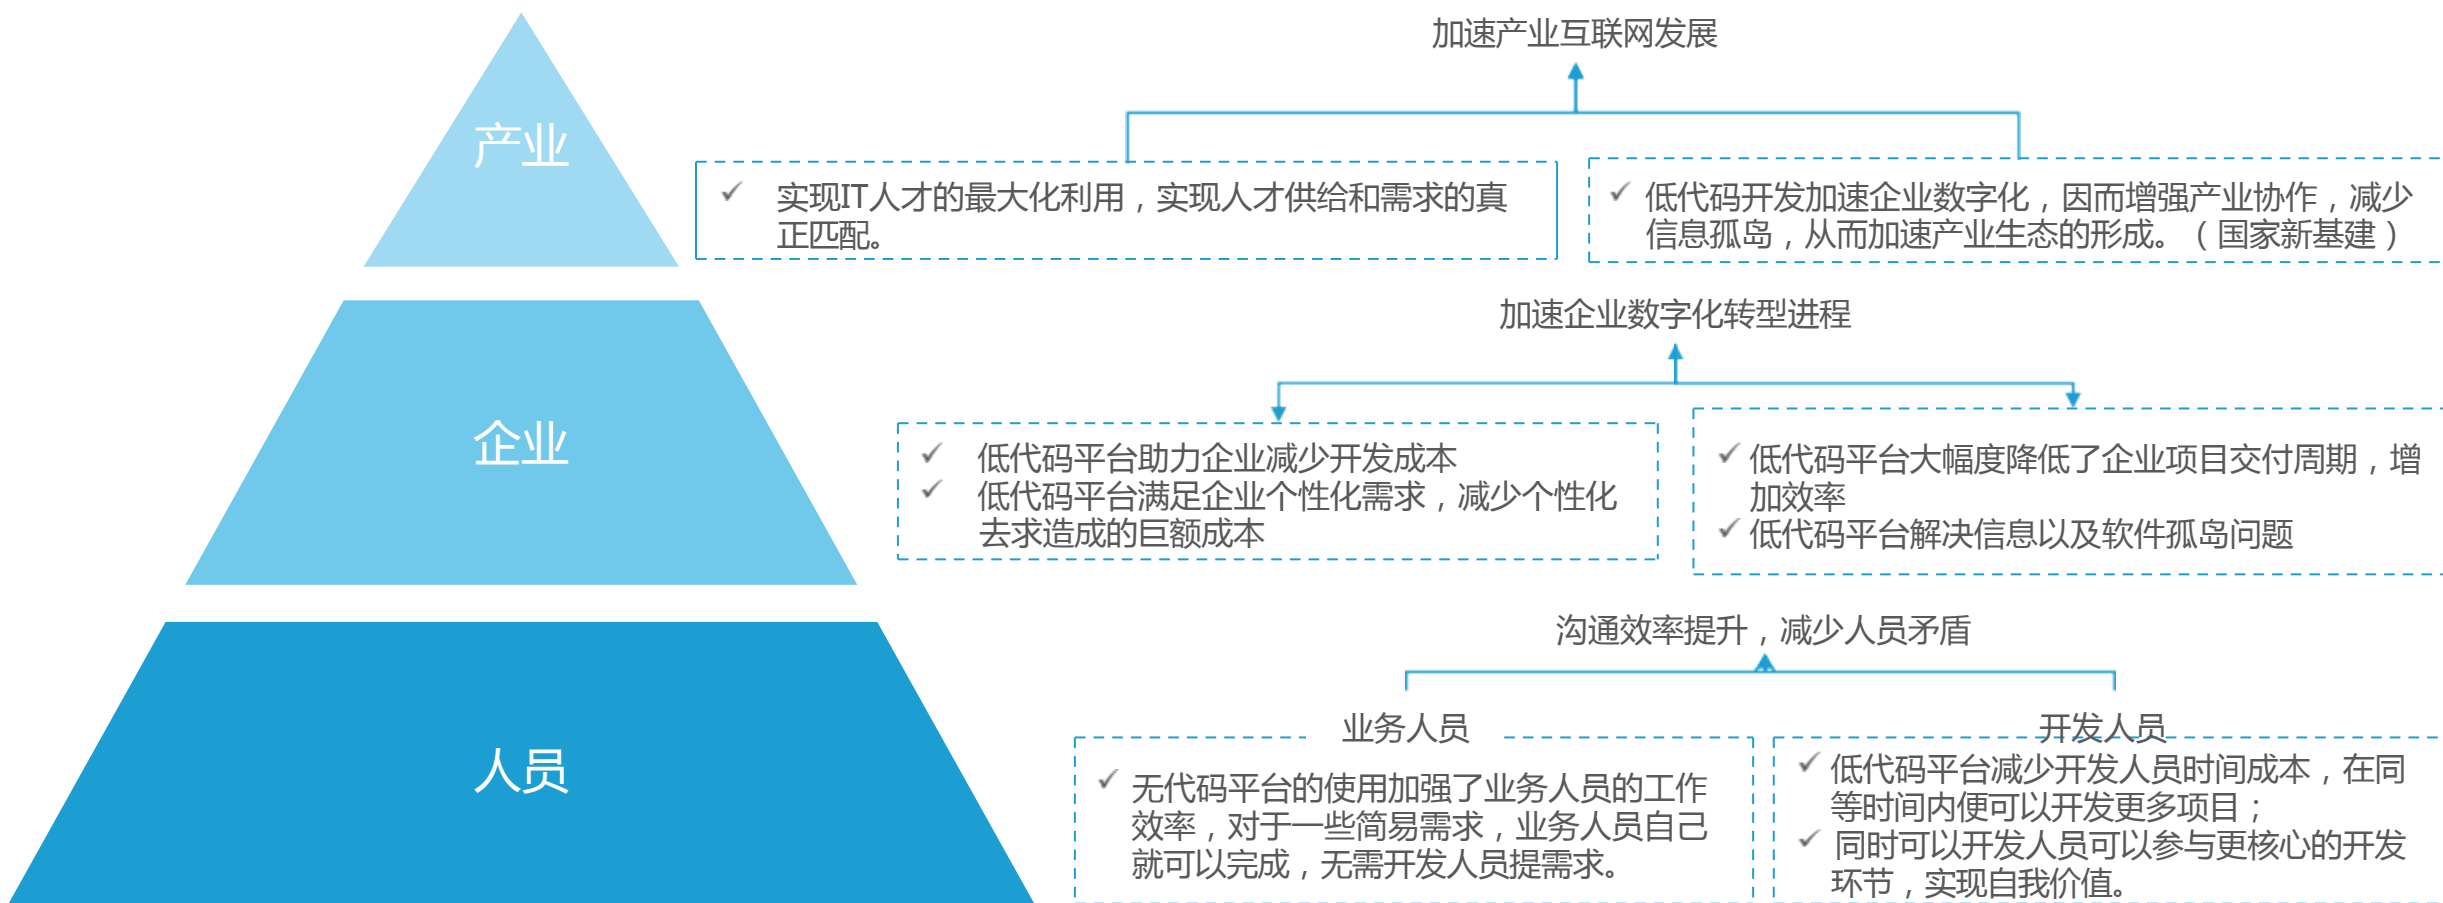 加速产业互联网发展
产业
实现IT人才的最大化利用，实现人才供给和需求的真
正匹配。
低代码开发加速企业数字化，因而增强产业协作，减少
信息孤岛，从而加速产业生态的形成。（国家新基建）
加速企业数字化转型进程
企业
低代码平台助力企业减少开发成本
低代码平台满足企业个性化需求，减少个性化
去求造成的巨额成本
低代码平台大幅度降低了企业项目交付周期，增
加效率
低代码平台解决信息以及软件孤岛问题
沟通效率提升，减少人员矛盾
人员
业务人员
无代码平台的使用加强了业务人员的工作
效率，对于一些简易需求，业务人员自己
就可以完成，无需开发人员提需求。
开发人员
低代码平台减少开发人员时间成本，在同
等时间内便可以开发更多项目；
同时可以开发人员可以参与更核心的开发
环节，实现自我价值。